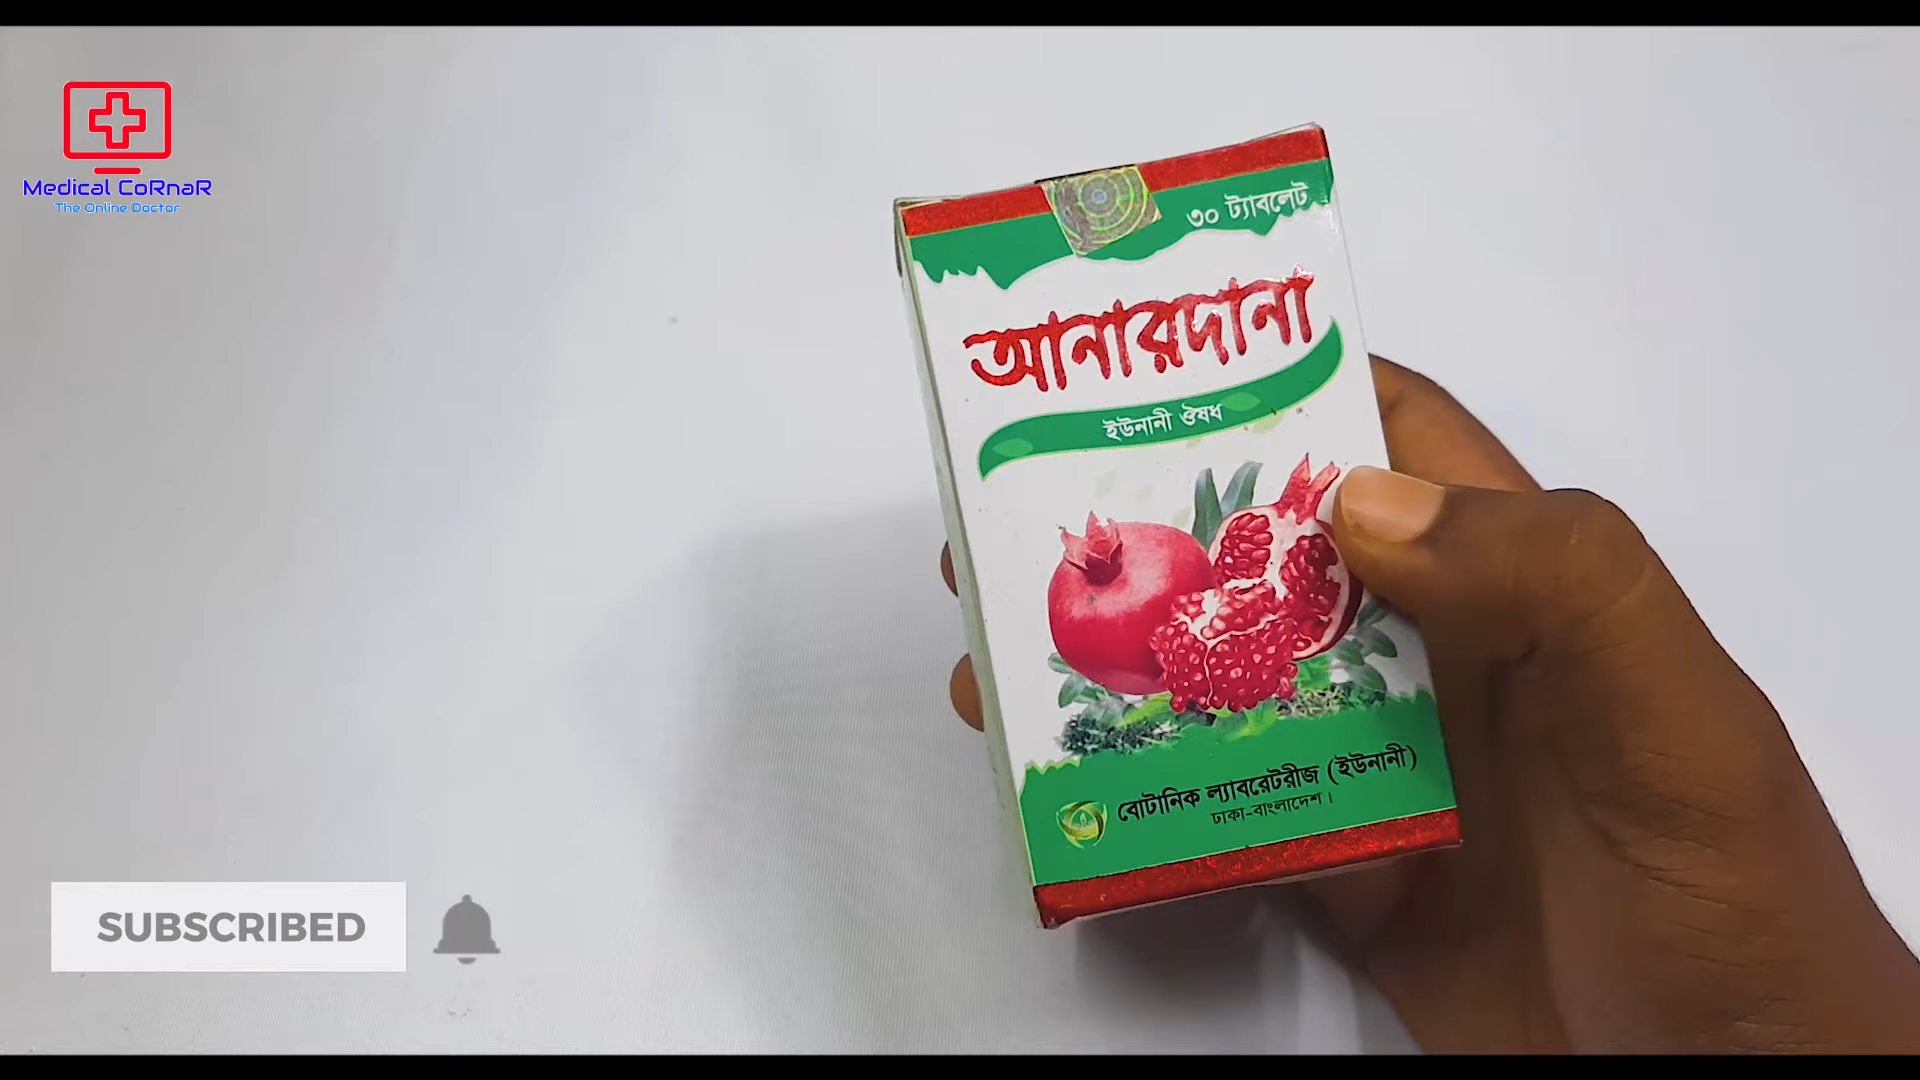 Medical CoRnaR
The Online Doctor
৩০ ট্যাবলেট
আনারদানা
ইউনানী ঔষধ
বোটানিক ল্যাবরেটরীজ (ইউনানী)
ঢাকা-বাংলাদেশ।
SUBSCRIBED